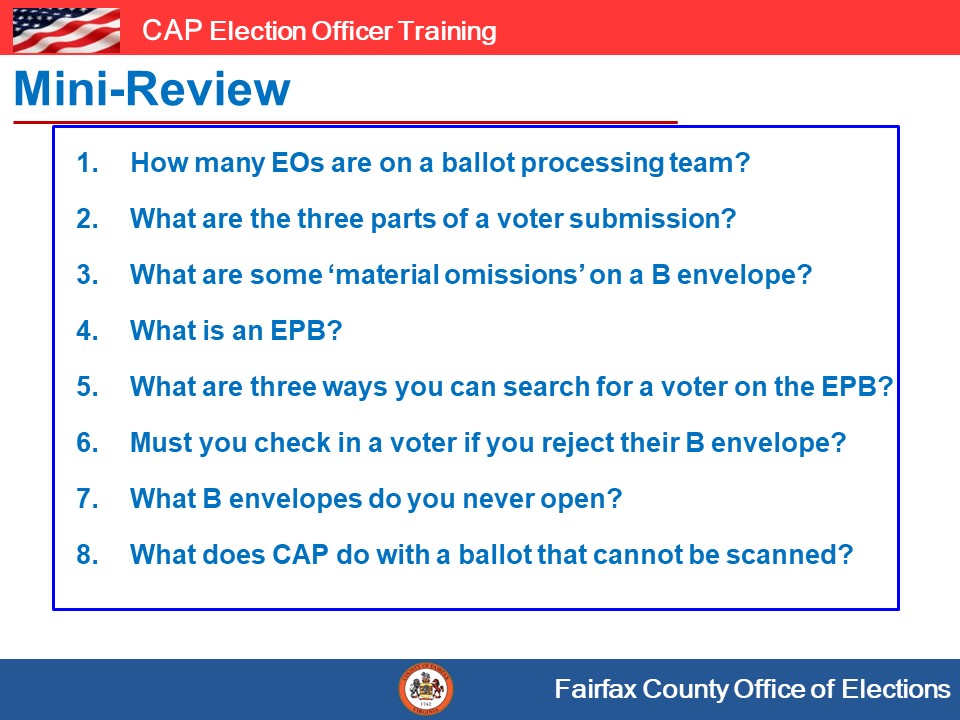 CAP Election Officer Training
Mini-Review
1. How many EOs are on a ballot processing team?
2. What are the three parts of a voter submission?
3. What are some ‘material omissions’ on a B envelope?
4. What is an EPB?
5. What are three ways you can search for a voter on the EPB?
6. Must you check in a voter if you reject their B envelope?
7. What B envelopes do you never open?
8. What does CAP do with a ballot that cannot be scanned?
COUNTY OF FAIRFAX
1742
VIRGINIA
Fairfax County Office of Elections